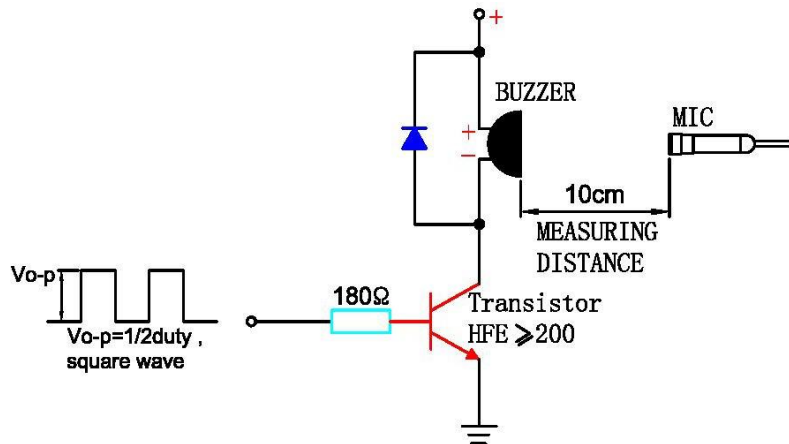 +
BUZZER
+
−
MIC
10cm
MEASURING
DISTANCE
Vo-p
180Ω
Transistor
HFE ≥200
Vo-p=1/2duty ,
square wave